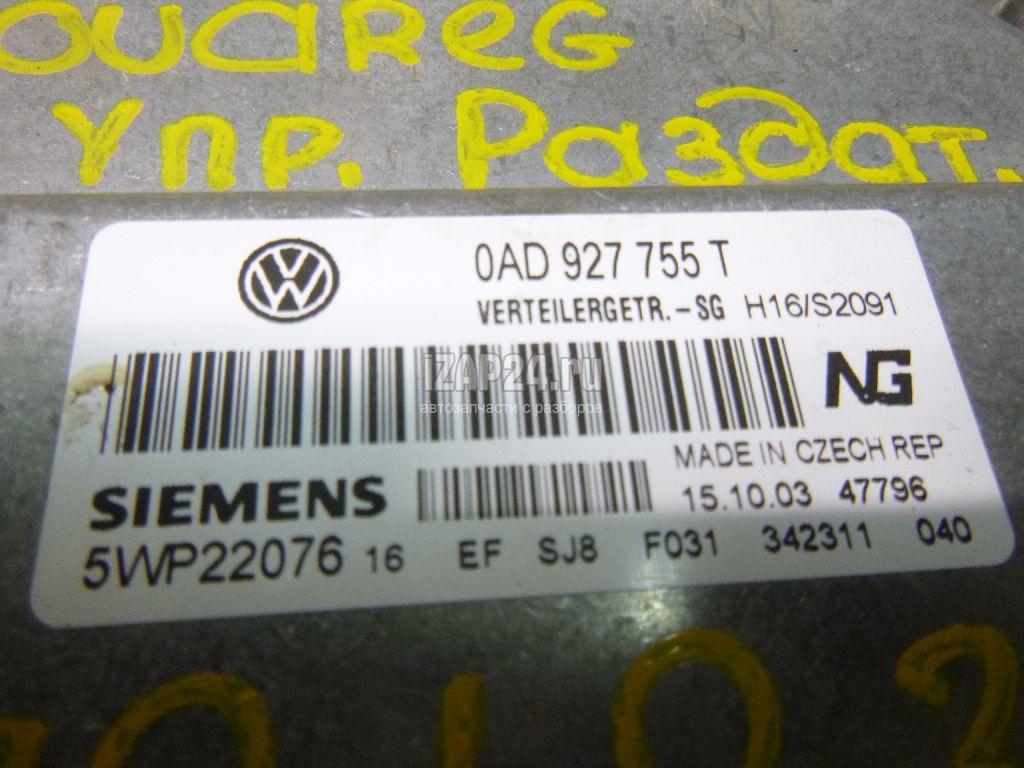 ouareg
Упр. Раздат.
0AD 927 755 T
VERTEILERGETR.-SG H16/S2091
iZAP24.ru
автозапчасти с разборов
NG
MADE IN CZECH REP.
SIEMENS
15.10.03 47796
5WP22076 16 EF SJ8 F031 342311 040